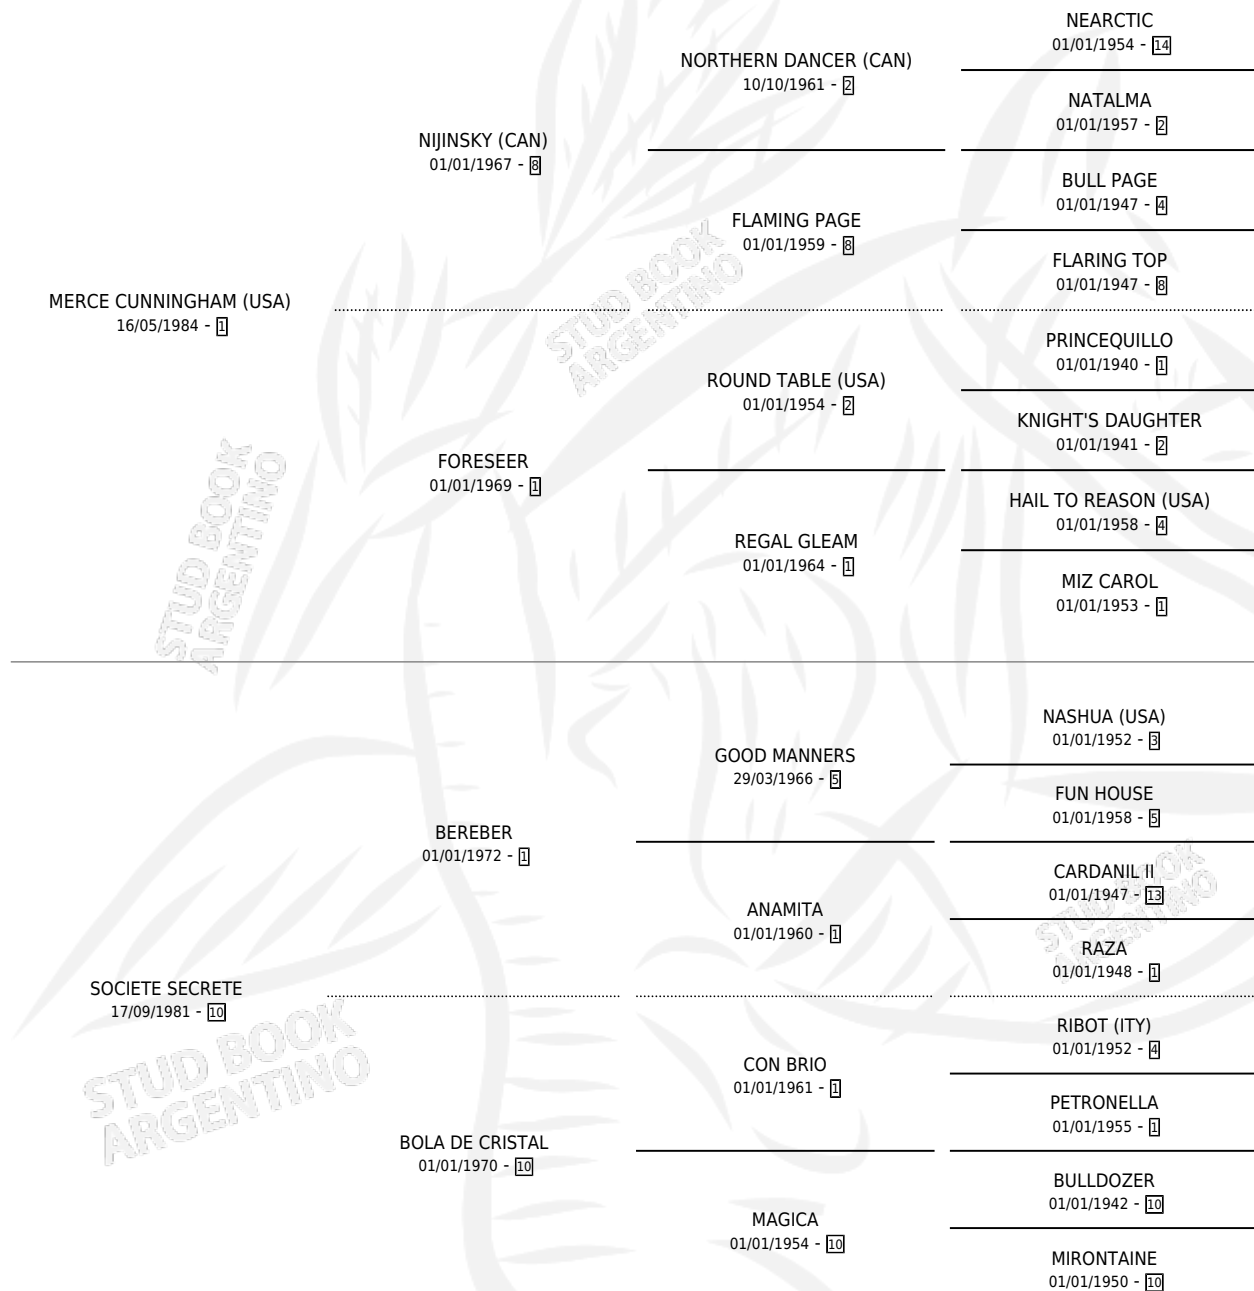 NEARCTIC
01/01/1954 - 14
NORTHERN DANCER (CAN)
10/10/1961 - 2
NATALMA
01/01/1957 - 2
NIJINSKY (CAN)
01/01/1967 - 8
BULL PAGE
01/01/1947 - 4
FLAMING PAGE
01/01/1959 - 8
FLARING TOP
01/01/1947 - 8
MERCE CUNNINGHAM (USA)
16/05/1984 - 1
STUD BOOK
ARGENTINO
PRINCEQUILLO
01/01/1940 - 1
ROUND TABLE (USA)
01/01/1954 - 2
KNIGHT'S DAUGHTER
01/01/1941 - 2
FORESEER
01/01/1969 - 1
HAIL TO REASON (USA)
01/01/1958 - 4
REGAL GLEAM
01/01/1964 - 1
MIZ CAROL
01/01/1953 - 1
STUD BOOK
ARGENTINO
NASHUA (USA)
01/01/1952 - 3
GOOD MANNERS
29/03/1966 - 5
FUN HOUSE
01/01/1958 - 5
BEREBER
01/01/1972 - 1
CARDANIL II
01/01/1947 - 13
ANAMITA
01/01/1960 - 1
RAZA
01/01/1948 - 1
STUD BOOK
ARGENTINO
SOCIETE SECRETE
17/09/1981 - 10
RIBOT (ITY)
01/01/1952 - 4
CON BRIO
01/01/1961 - 1
PETRONELLA
01/01/1955 - 1
STUD BOOK
ARGENTINO
BOLA DE CRISTAL
01/01/1970 - 10
BULLDOZER
01/01/1942 - 10
MAGICA
01/01/1954 - 10
MIRONTAINE
01/01/1950 - 10